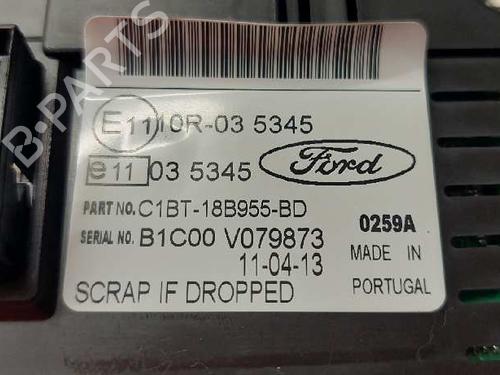 E11 10R-03 5345
e11 03 5345
Ford
PART NO. C1BT-18B955-BD
SERIAL NO. B1C00 V079873
0259A
11-04-13
MADE IN
PORTUGAL
SCRAP IF DROPPED
B-PARTS